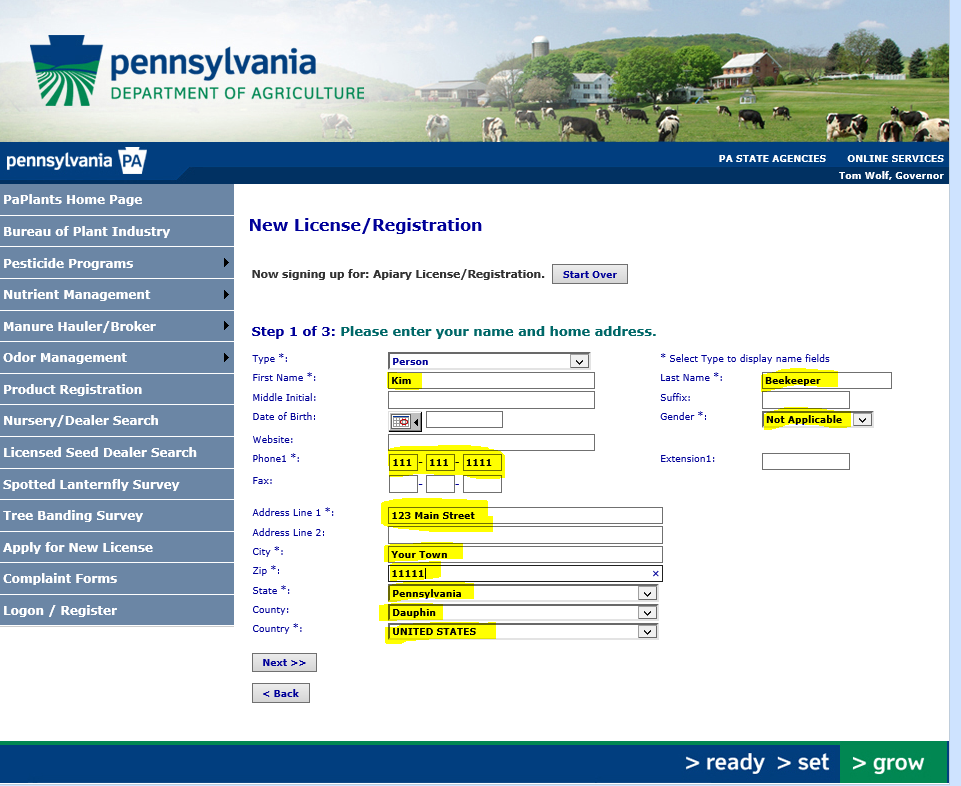 pennsylvania
DEPARTMENT OF AGRICULTURE
pennsylvania PA
PA STATE AGENCIES ONLINE SERVICES
Tom Wolf, Governor
PaPlants Home Page
Bureau of Plant Industry
Pesticide Programs
Nutrient Management
Manure Hauler/Broker
Odor Management
Product Registration
Nursery/Dealer Search
Licensed Seed Dealer Search
Spotted Lanternfly Survey
Tree Banding Survey
Apply for New License
Complaint Forms
Logon / Register
New License/Registration
Now signing up for: Apiary License/Registration. Start Over
Step 1 of 3: Please enter your name and home address.
Type *: Person * Select Type to display name fields
First Name *: Kim Last Name *: Beekeeper
Middle Initial: Suffix:
Date of Birth: Gender *: Not Applicable
Website:
Phone1 *: 111 - 111 - 1111 Extension1:
Fax: - -
Address Line 1 *: 123 Main Street
Address Line 2:
City *: Your Town
Zip *: 11111 ×
State *: Pennsylvania
County: Dauphin
Country *: UNITED STATES
Next >>
< Back
> ready > set > grow